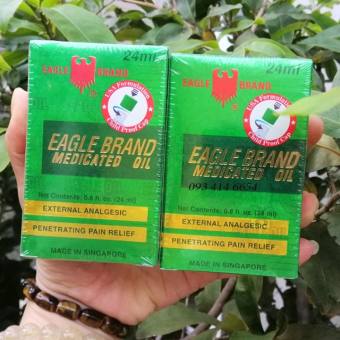 24ml
EAGLE BRAND
®
USA Formulation
Child Proof Cap
EAGLE BRAND
MEDICATED OIL
Net Contents: 0.8 fl. oz. (24 ml)
EXTERNAL ANALGESIC
PENETRATING PAIN RELIEF
MADE IN SINGAPORE
24ml
EAGLE BRAND
®
USA Formulation
Child Proof Cap
EAGLE BRAND
MEDICATED OIL
093 414 6654
Net Contents: 0.8 fl. oz. (24 ml)
EXTERNAL ANALGESIC
PENETRATING PAIN RELIEF
MADE IN SINGAPORE